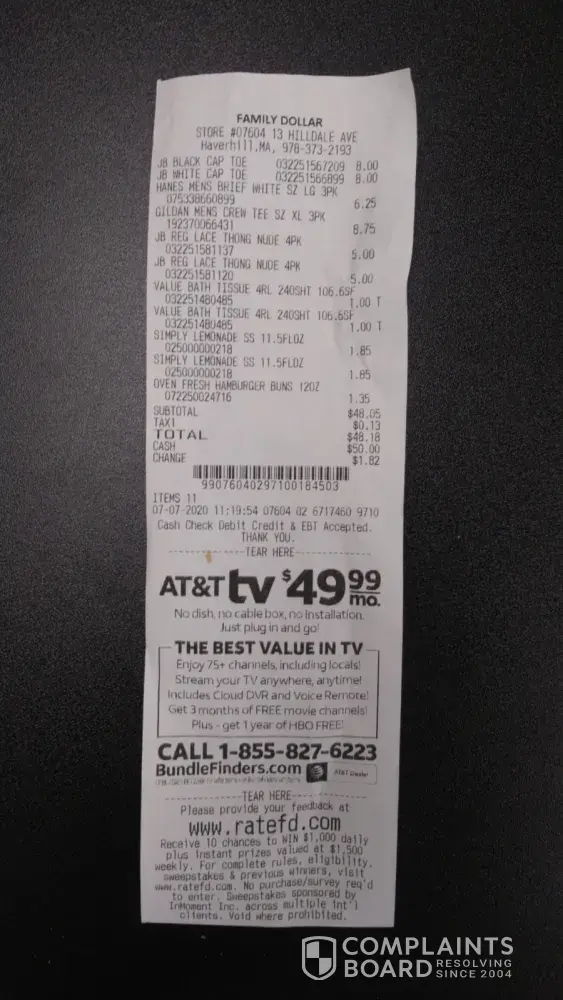 FAMILY DOLLAR
STORE #07604 13 HILLDALE AVE
Haverhill,MA, 978-373-2193
JB BLACK CAP TOE 032251567209 8.00
JB WHITE CAP TOE 032251566899 8.00
HANES MENS BRIEF WHITE SZ LG 3PK
075338660899 6.25
GILDAN MENS CREW TEE SZ XL 3PK
192370066431 8.75
JB REG LACE THONG NUDE 4PK
032251581137 5.00
JB REG LACE THONG NUDE 4PK
032251581120 5.00
VALUE BATH TISSUE 4RL 240SHT 106.6SF
032251480485 1.00 T
VALUE BATH TISSUE 4RL 240SHT 106.6SF
032251480485 1.00 T
SIMPLY LEMONADE SS 11.5FLOZ
025000000218 1.85
SIMPLY LEMONADE SS 11.5FLOZ
025000000218 1.85
OVEN FRESH HAMBURGER BUNS 12OZ
072250024716 1.35
SUBTOTAL $48.05
TAX1 $0.13
TOTAL $48.18
CASH $50.00
CHANGE $1.82
99076040297100184503
ITEMS 11
07-07-2020 11:19:54 07604 02 6717460 9710
Cash Check Debit Credit & EBT Accepted.
THANK YOU.
TEAR HERE
AT&T tv $49.99 mo.
No dish, no cable box, no installation.
Just plug in and go!
THE BEST VALUE IN TV
Enjoy 75+ channels, including locals!
Stream your TV anywhere, anytime!
Includes Cloud DVR and Voice Remote!
Get 3 months of FREE movie channels!
Plus - get 1 year of HBO FREE!
CALL 1-855-827-6223
BundleFinders.com AT&T Dealer
TEAR HERE
Please provide your feedback at
www.ratefd.com
Receive 10 chances to WIN $1,000 daily
plus instant prizes valued at $1,500
weekly. For complete rules, eligibility,
sweepstakes & previous winners, visit
www.ratefd.com. No purchase/survey req'd
to enter. Sweepstakes sponsored by
InMoment Inc. across multiple int'l
clients. Void where prohibited.
COMPLAINTS
BOARD RESOLVING
SINCE 2004